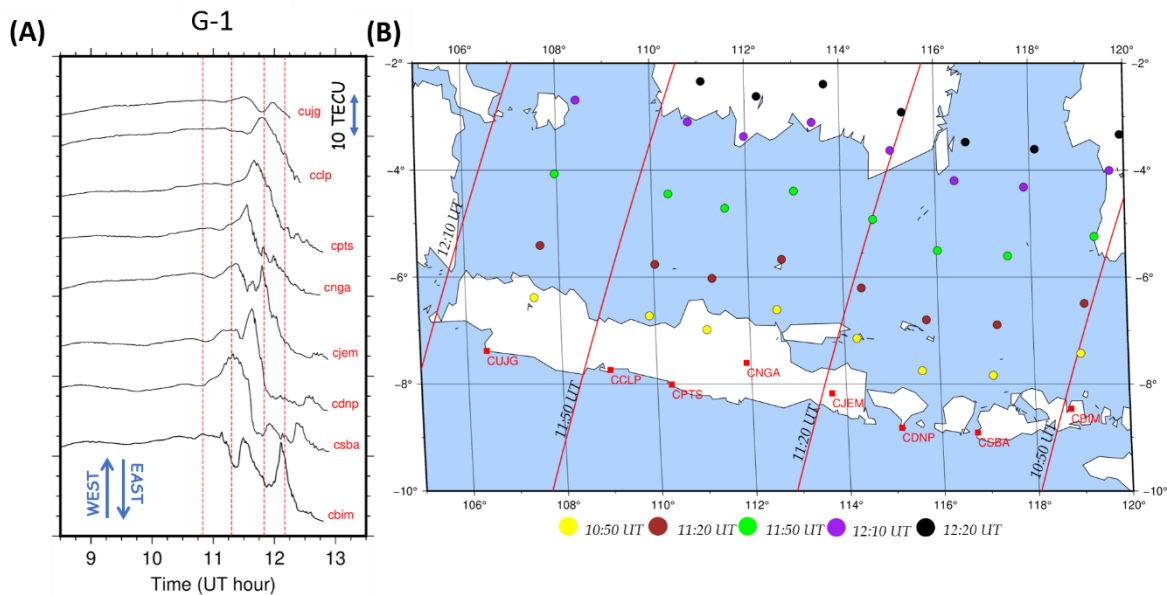 (A)
G-1
10 TECU
cujg
cclp
cpts
cnga
cjem
cdnp
csba
cbim
WEST
EAST
9 10 11 12 13
Time (UT hour)
(B)
106° 108° 110° 112° 114° 116° 118° 120°
−2° −2°
−4° −4°
−6° −6°
−8° −8°
−10° −10°
12:10 UT
11:50 UT
11:20 UT
10:50 UT
CUJG
CCLP
CPTS
CNGA
CJEM
CDNP
CSBA
CBIM
106° 108° 110° 112° 114° 116° 118° 120°
10:50 UT 11:20 UT 11:50 UT 12:10 UT 12:20 UT